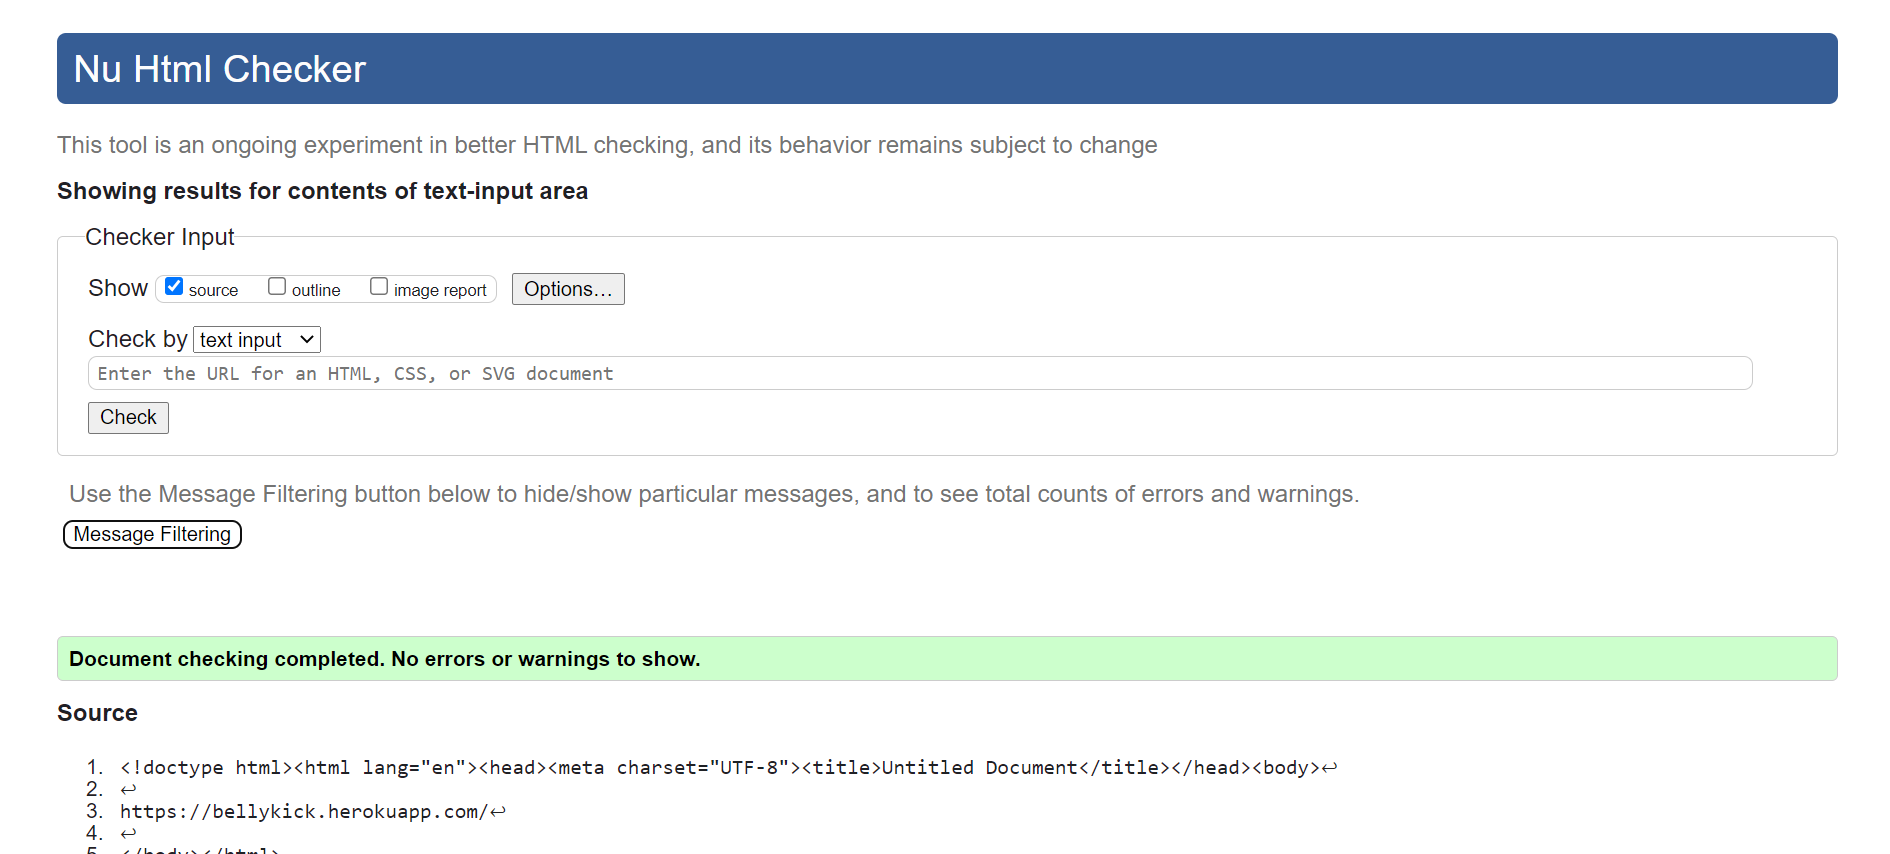 Nu Html Checker
This tool is an ongoing experiment in better HTML checking, and its behavior remains subject to change
Showing results for contents of text-input area
Checker Input
Show source outline image report Options…
Check by text input
Enter the URL for an HTML, CSS, or SVG document
Check
Use the Message Filtering button below to hide/show particular messages, and to see total counts of errors and warnings.
Message Filtering
Document checking completed. No errors or warnings to show.
Source
1. <!doctype html><html lang="en"><head><meta charset="UTF-8"><title>Untitled Document</title></head><body>↩
2. ↩
3. https://bellykick.herokuapp.com/↩
4. ↩
5. </body></html>